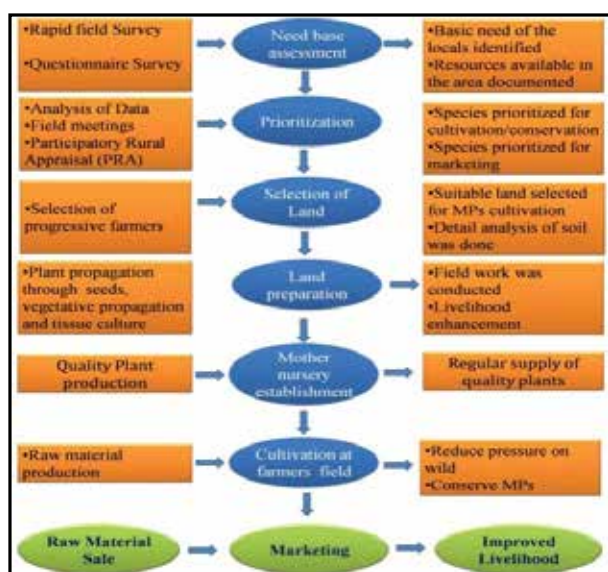 •Rapid field Survey
•Questionnaire Survey
Need base
assessment
•Basic need of the
locals identified
•Resources available in
the area documented
•Analysis of Data
•Field meetings
•Participatory Rural
Appraisal (PRA)
Prioritization
•Species prioritized for
cultivation/conservation
•Species prioritized for
marketing
•Selection of
progressive farmers
Selection of
Land
•Suitable land selected
for MPs cultivation
•Detail analysis of soil
was done
•Plant propagation
through seeds,
vegetative propagation
and tissue culture
Land
preparation
•Field work was
conducted
•Livelihood
enhancement
Quality Plant
production
Mother
nursery
establishment
Regular supply of
quality plants
•Raw material
production
Cultivation at
farmers field
•Reduce pressure on
wild
•Conserve MPs
Raw Material
Sale
Marketing
Improved
Livelihood